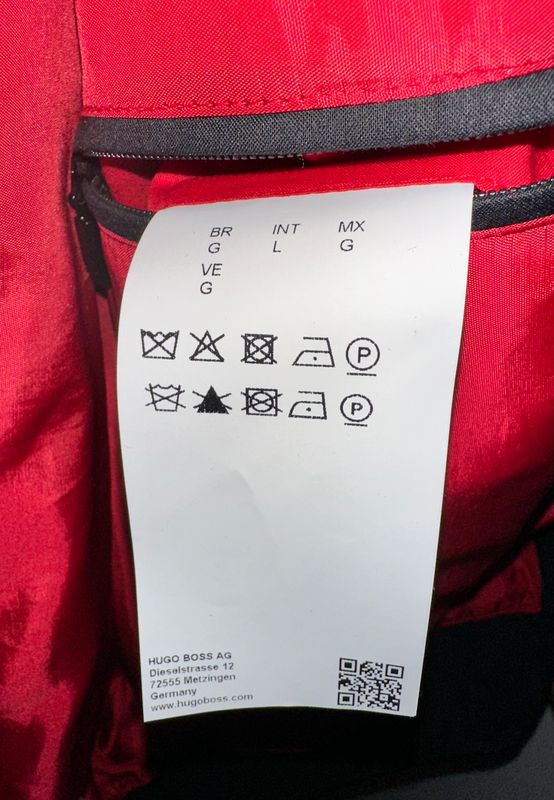 BR INT MX
G L G
VE
G
P
P
HUGO BOSS AG
Dieselstrasse 12
72555 Metzingen
Germany
www.hugoboss.com